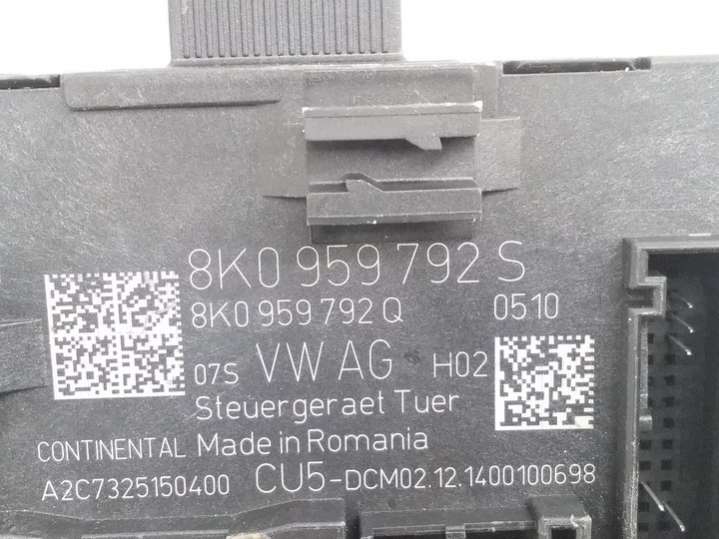 8K0 959 792 S
8K0 959 792 Q 0510
07S VW AG H02
Steuergeraet Tuer
CONTINENTAL Made in Romania
A2C7325150400 CU5-DCM02.12.1400100698